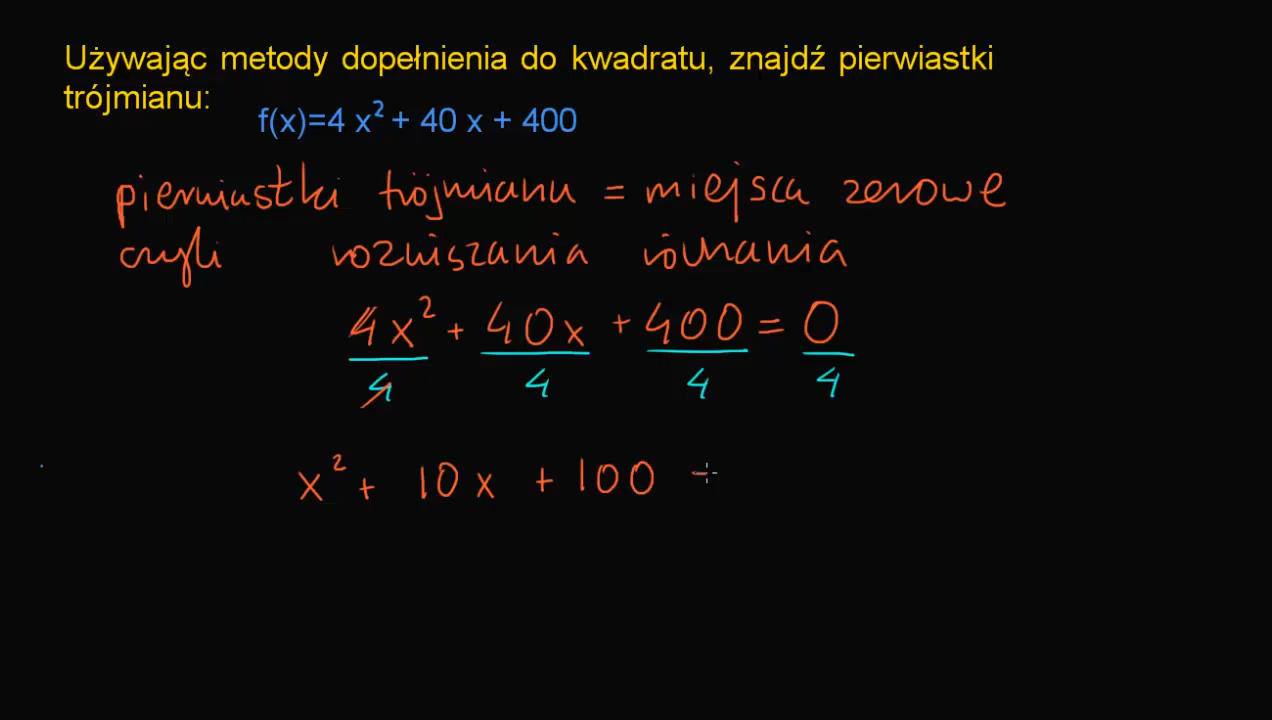 Używając metody dopełnienia do kwadratu, znajdź pierwiastki
trójmianu:
f(x)=4 x² + 40 x + 400
pierwiastki trójmianu = miejsca zerowe
czyli rozwiązania równania
4x² + 40x + 400 = 0
4 4 4 4
x² + 10x + 100 =